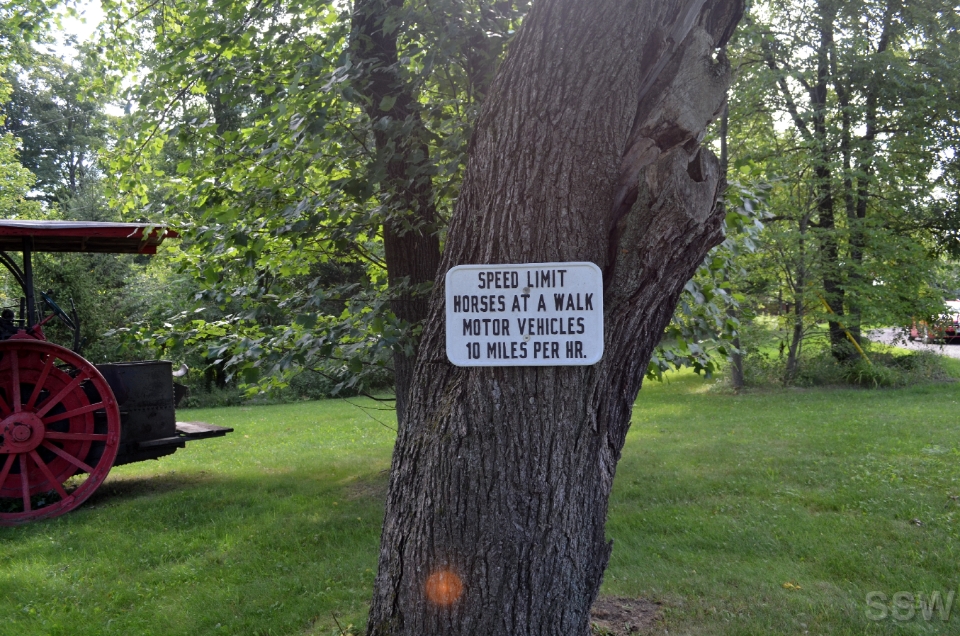 SPEED LIMIT
HORSES AT A WALK
MOTOR VEHICLES
10 MILES PER HR.
SSW